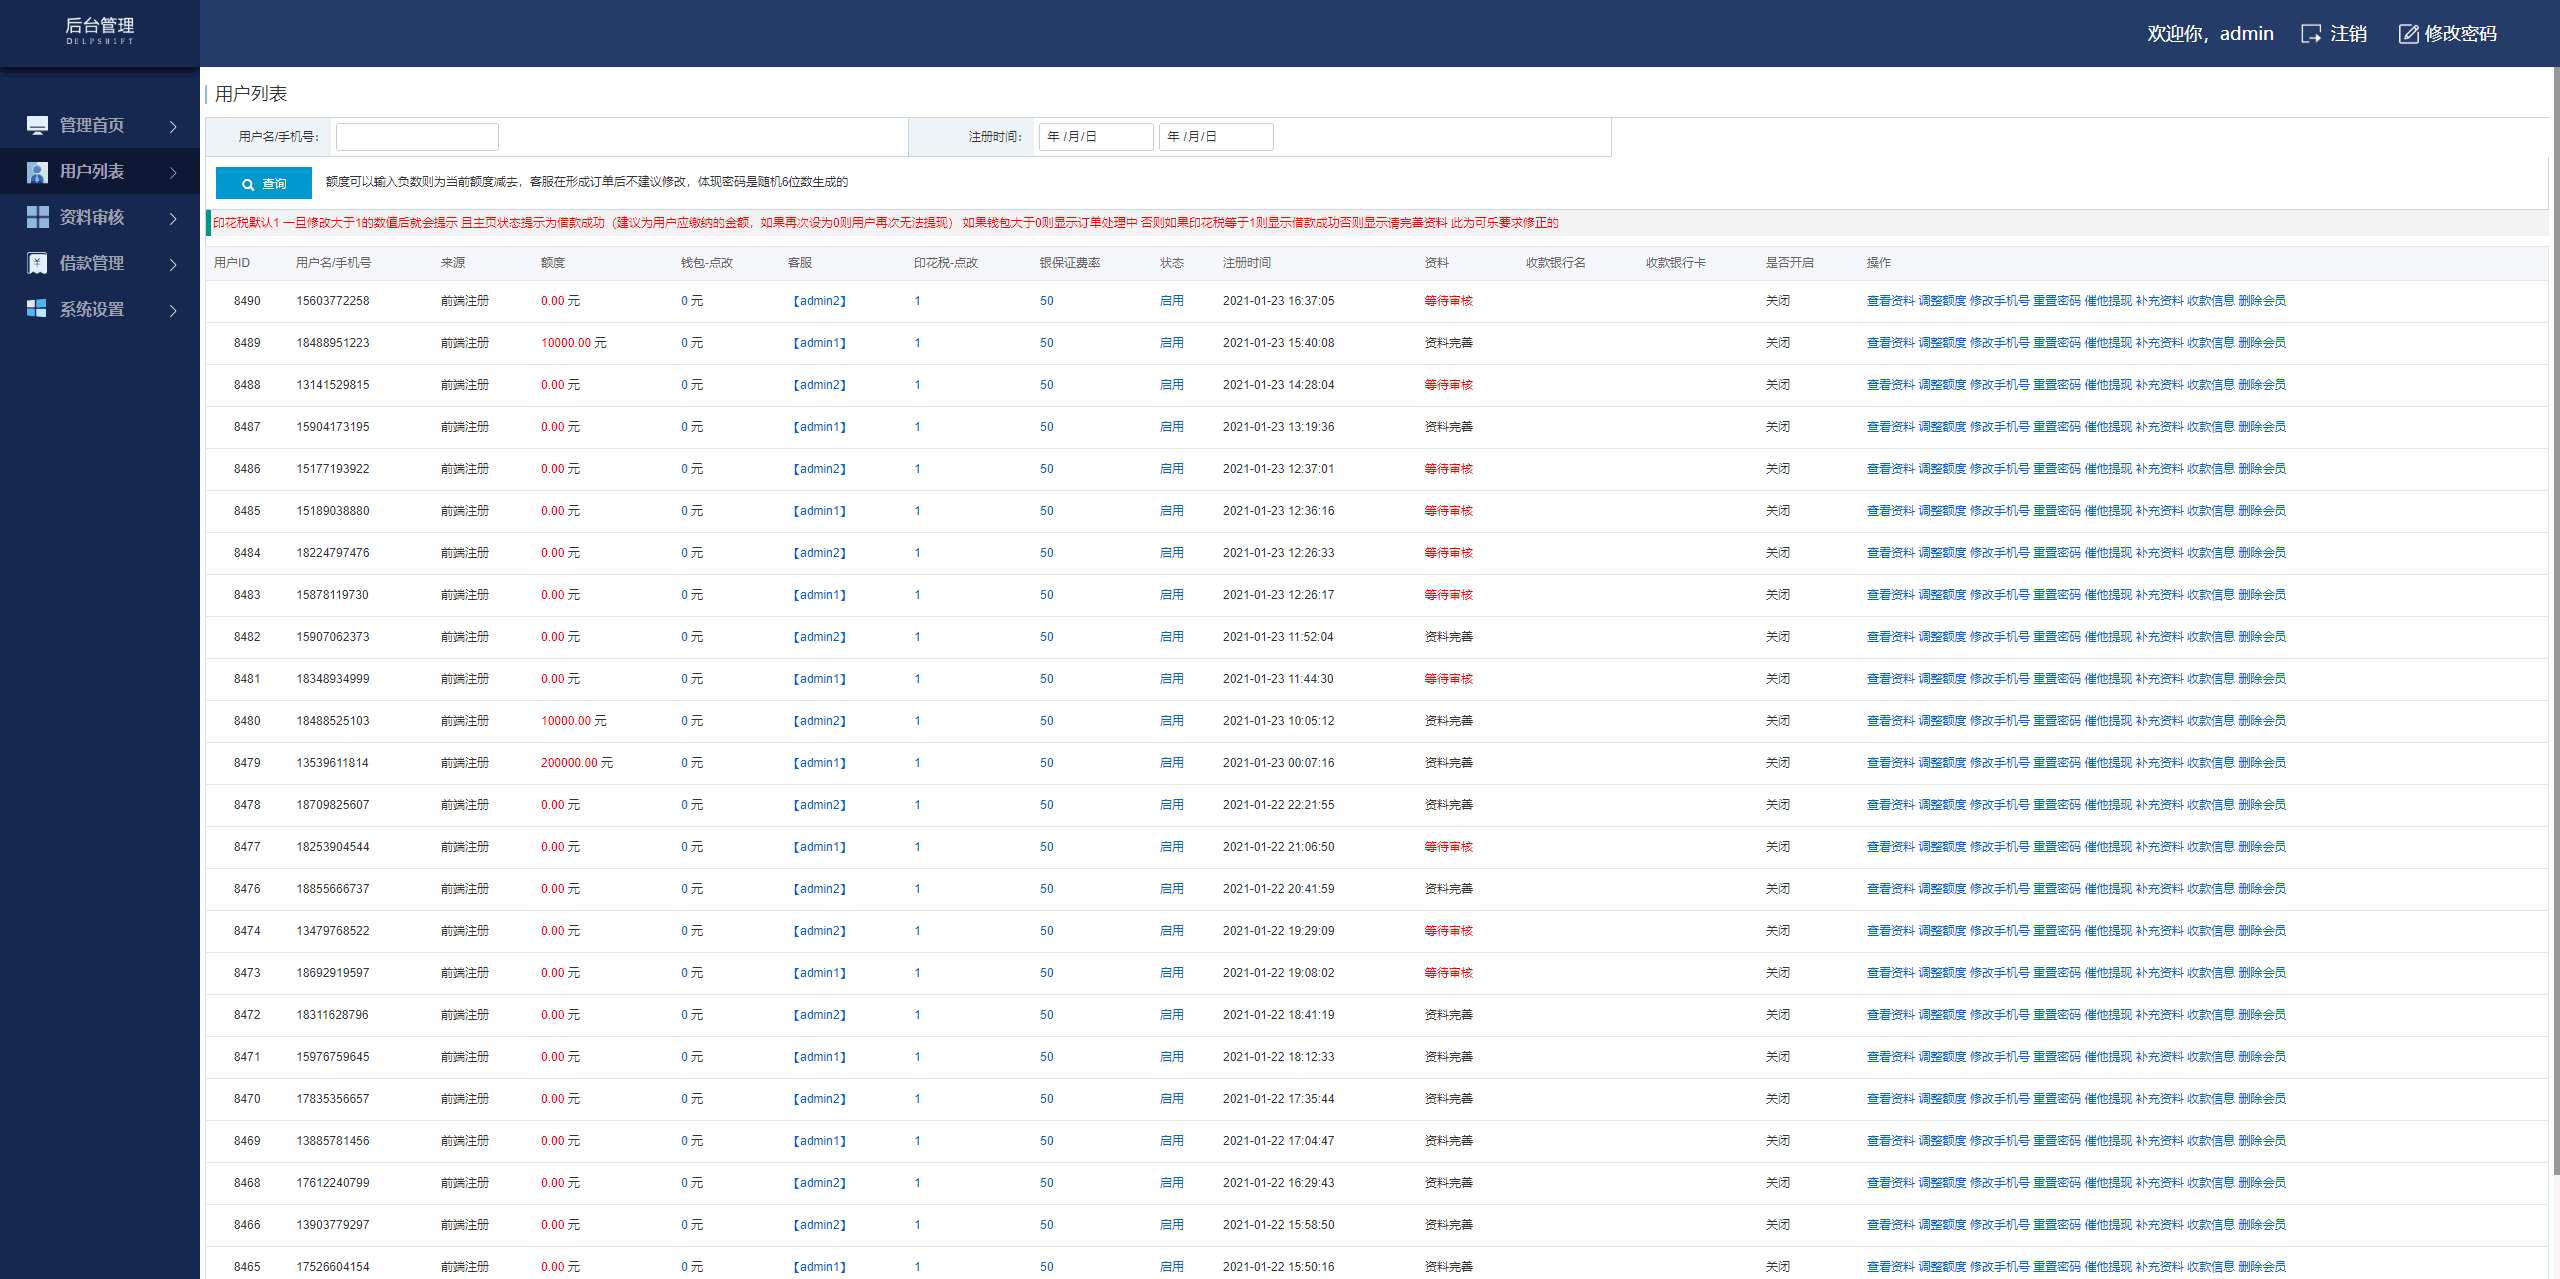 后台管理
DELPSHIFT
欢迎你，admin 注销 修改密码
管理首页
用户列表
资料审核
借款管理
系统设置
用户列表
用户名/手机号： 注册时间： 年 /月/日 年 /月/日
查询 额度可以输入负数则为当前额度减去，客服在形成订单后不建议修改，体现密码是随机6位数生成的
印花税默认1 一旦修改大于1的数值后就会提示 且主页状态提示为借款成功（建议为用户应缴纳的金额，如果再次设为0则用户再次无法提现） 如果钱包大于0则显示订单处理中 否则如果印花税等于1则显示借款成功否则显示请完善资料 此为可乐要求修正的
用户ID 用户名/手机号 来源 额度 钱包-点改 客服 印花税-点改 银保证费率 状态 注册时间 资料 收款银行名 收款银行卡 是否开启 操作
8490 15603772258 前端注册 0.00 元 0 元 【admin2】 1 50 启用 2021-01-23 16:37:05 等待审核 关闭 查看资料 调整额度 修改手机号 重置密码 催他提现 补充资料 收款信息 删除会员
8489 18488951223 前端注册 10000.00 元 0 元 【admin1】 1 50 启用 2021-01-23 15:40:08 资料完善 关闭 查看资料 调整额度 修改手机号 重置密码 催他提现 补充资料 收款信息 删除会员
8488 13141529815 前端注册 0.00 元 0 元 【admin2】 1 50 启用 2021-01-23 14:28:04 等待审核 关闭 查看资料 调整额度 修改手机号 重置密码 催他提现 补充资料 收款信息 删除会员
8487 15904173195 前端注册 0.00 元 0 元 【admin1】 1 50 启用 2021-01-23 13:19:36 资料完善 关闭 查看资料 调整额度 修改手机号 重置密码 催他提现 补充资料 收款信息 删除会员
8486 15177193922 前端注册 0.00 元 0 元 【admin2】 1 50 启用 2021-01-23 12:37:01 等待审核 关闭 查看资料 调整额度 修改手机号 重置密码 催他提现 补充资料 收款信息 删除会员
8485 15189038880 前端注册 0.00 元 0 元 【admin1】 1 50 启用 2021-01-23 12:36:16 等待审核 关闭 查看资料 调整额度 修改手机号 重置密码 催他提现 补充资料 收款信息 删除会员
8484 18224797476 前端注册 0.00 元 0 元 【admin2】 1 50 启用 2021-01-23 12:26:33 等待审核 关闭 查看资料 调整额度 修改手机号 重置密码 催他提现 补充资料 收款信息 删除会员
8483 15878119730 前端注册 0.00 元 0 元 【admin1】 1 50 启用 2021-01-23 12:26:17 等待审核 关闭 查看资料 调整额度 修改手机号 重置密码 催他提现 补充资料 收款信息 删除会员
8482 15907062373 前端注册 0.00 元 0 元 【admin2】 1 50 启用 2021-01-23 11:52:04 资料完善 关闭 查看资料 调整额度 修改手机号 重置密码 催他提现 补充资料 收款信息 删除会员
8481 18348934999 前端注册 0.00 元 0 元 【admin1】 1 50 启用 2021-01-23 11:44:30 等待审核 关闭 查看资料 调整额度 修改手机号 重置密码 催他提现 补充资料 收款信息 删除会员
8480 18488525103 前端注册 10000.00 元 0 元 【admin2】 1 50 启用 2021-01-23 10:05:12 资料完善 关闭 查看资料 调整额度 修改手机号 重置密码 催他提现 补充资料 收款信息 删除会员
8479 13539611814 前端注册 200000.00 元 0 元 【admin1】 1 50 启用 2021-01-23 00:07:16 资料完善 关闭 查看资料 调整额度 修改手机号 重置密码 催他提现 补充资料 收款信息 删除会员
8478 18709825607 前端注册 0.00 元 0 元 【admin2】 1 50 启用 2021-01-22 22:21:55 资料完善 关闭 查看资料 调整额度 修改手机号 重置密码 催他提现 补充资料 收款信息 删除会员
8477 18253904544 前端注册 0.00 元 0 元 【admin1】 1 50 启用 2021-01-22 21:06:50 等待审核 关闭 查看资料 调整额度 修改手机号 重置密码 催他提现 补充资料 收款信息 删除会员
8476 18855666737 前端注册 0.00 元 0 元 【admin2】 1 50 启用 2021-01-22 20:41:59 资料完善 关闭 查看资料 调整额度 修改手机号 重置密码 催他提现 补充资料 收款信息 删除会员
8474 13479768522 前端注册 0.00 元 0 元 【admin2】 1 50 启用 2021-01-22 19:29:09 等待审核 关闭 查看资料 调整额度 修改手机号 重置密码 催他提现 补充资料 收款信息 删除会员
8473 18692919597 前端注册 0.00 元 0 元 【admin1】 1 50 启用 2021-01-22 19:08:02 等待审核 关闭 查看资料 调整额度 修改手机号 重置密码 催他提现 补充资料 收款信息 删除会员
8472 18311628796 前端注册 0.00 元 0 元 【admin2】 1 50 启用 2021-01-22 18:41:19 资料完善 关闭 查看资料 调整额度 修改手机号 重置密码 催他提现 补充资料 收款信息 删除会员
8471 15976759645 前端注册 0.00 元 0 元 【admin1】 1 50 启用 2021-01-22 18:12:33 资料完善 关闭 查看资料 调整额度 修改手机号 重置密码 催他提现 补充资料 收款信息 删除会员
8470 17835356657 前端注册 0.00 元 0 元 【admin2】 1 50 启用 2021-01-22 17:35:44 资料完善 关闭 查看资料 调整额度 修改手机号 重置密码 催他提现 补充资料 收款信息 删除会员
8469 13885781456 前端注册 0.00 元 0 元 【admin1】 1 50 启用 2021-01-22 17:04:47 资料完善 关闭 查看资料 调整额度 修改手机号 重置密码 催他提现 补充资料 收款信息 删除会员
8468 17612240799 前端注册 0.00 元 0 元 【admin2】 1 50 启用 2021-01-22 16:29:43 资料完善 关闭 查看资料 调整额度 修改手机号 重置密码 催他提现 补充资料 收款信息 删除会员
8466 13903779297 前端注册 0.00 元 0 元 【admin2】 1 50 启用 2021-01-22 15:58:50 资料完善 关闭 查看资料 调整额度 修改手机号 重置密码 催他提现 补充资料 收款信息 删除会员
8465 17526604154 前端注册 0.00 元 0 元 【admin1】 1 50 启用 2021-01-22 15:50:16 资料完善 关闭 查看资料 调整额度 修改手机号 重置密码 催他提现 补充资料 收款信息 删除会员